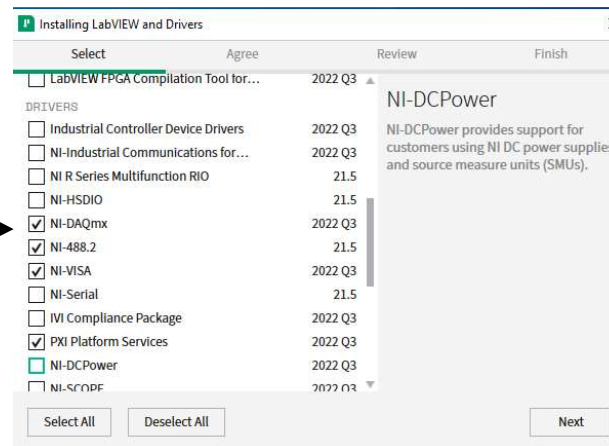 Installing LabVIEW and Drivers
Select Agree Review Finish
LabVIEW FPGA Compilation Tool for... 2022 Q3
DRIVERS
Industrial Controller Device Drivers 2022 Q3
NI-Industrial Communications for... 2022 Q3
NI R Series Multifunction RIO 21.5
NI-HSDIO 21.5
NI-DAQmx 2022 Q3
NI-488.2 21.5
NI-VISA 2022 Q3
NI-Serial 21.5
IVI Compliance Package 2022 Q3
PXI Platform Services 2022 Q3
NI-DCPower 2022 Q3
NI-SCOPE 2022 Q3
NI-DCPower
NI-DCPower provides support for
customers using NI DC power supplies
and source measure units (SMUs).
Select All Deselect All Next